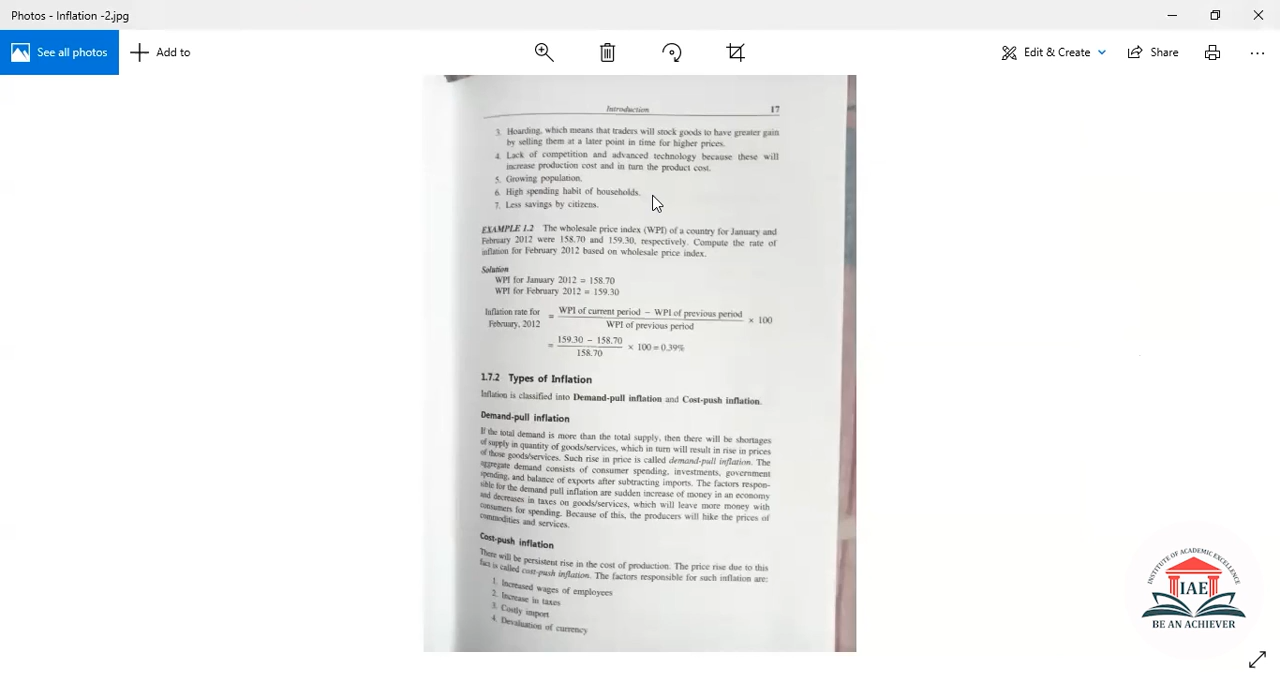 Photos - Inflation -2.jpg
See all photos
Add to
Edit & Create
Share
Introduction 17
3. Hoarding, which means that traders will stock goods to have greater gain
by selling them at a later point in time for higher prices.
4. Lack of competition and advanced technology because these will
increase production cost and in turn the product cost.
5. Growing population.
6. High spending habit of households.
7. Less savings by citizens.
EXAMPLE 1.2 The wholesale price index (WPI) of a country for January and
February 2012 were 158.70 and 159.30, respectively. Compute the rate of
inflation for February 2012 based on wholesale price index.
Solution
WPI for January 2012 = 158.70
WPI for February 2012 = 159.30
Inflation rate for
February, 2012
= WPI of current period − WPI of previous period
WPI of previous period
× 100
= 159.30 − 158.70
158.70
× 100 = 0.39%
1.7.2 Types of Inflation
Inflation is classified into Demand-pull inflation and Cost-push inflation.
Demand-pull inflation
If the total demand is more than the total supply, then there will be shortages
of supply in quantity of goods/services, which in turn will result in rise in prices
of those goods/services. Such rise in price is called demand-pull inflation. The
aggregate demand consists of consumer spending, investments, government
spending, and balance of exports after subtracting imports. The factors respon-
sible for the demand pull inflation are sudden increase of money in an economy
and decreases in taxes on goods/services, which will leave more money with
consumers for spending. Because of this, the producers will hike the prices of
commodities and services.
Cost-push inflation
There will be persistent rise in the cost of production. The price rise due to this
fact is called cost-push inflation. The factors responsible for such inflation are:
1. Increased wages of employees
2. Increase in taxes
3. Costly import
4. Devaluation of currency
INSTITUTE OF ACADEMIC EXCELLENCE
IAE
BE AN ACHIEVER